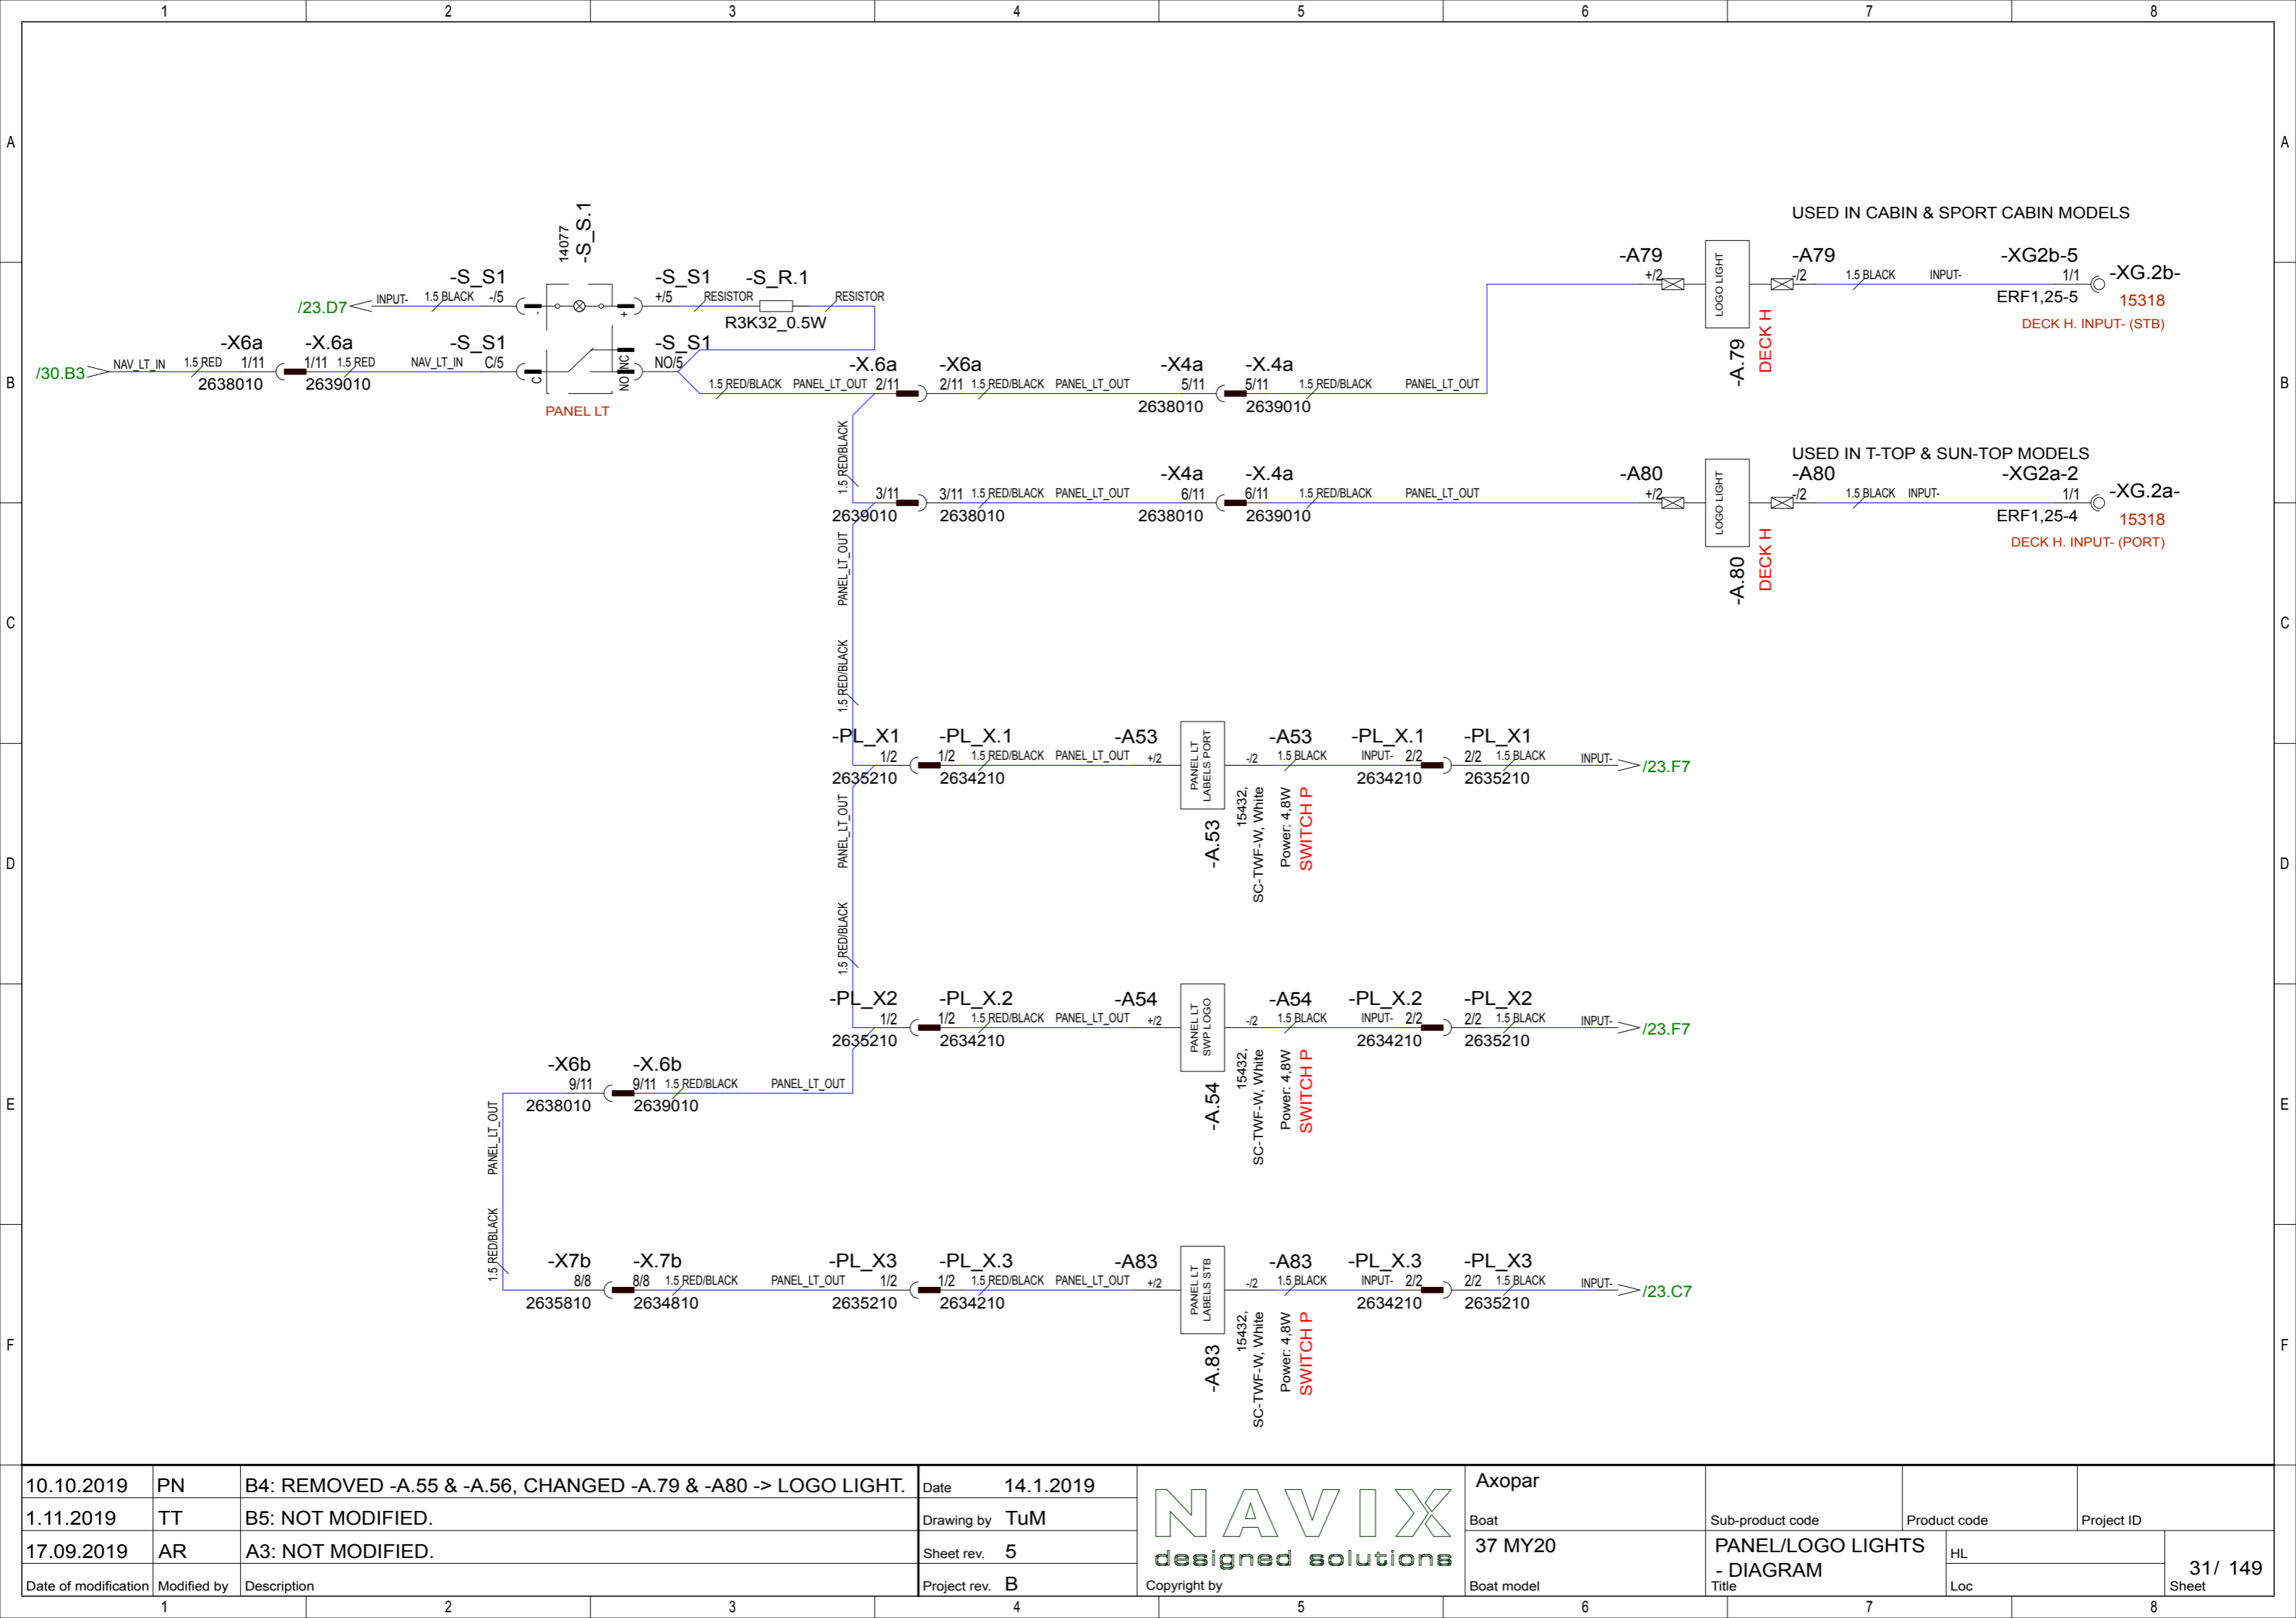 1 2 3 4 5 6 7 8
A A
B B
C C
D D
E E
F F
14077
-S_S.1
USED IN CABIN & SPORT CABIN MODELS
-S_S1 -S_S1 -S_R.1
/23.D7 INPUT- 1.5 BLACK -/5 - + +/5 RESISTOR RESISTOR
R3K32_0.5W
-A79 LOGO LIGHT -A79 -XG2b-5
+/2 -/2 1.5 BLACK INPUT- 1/1 -XG.2b-
ERF1,25-5 15318
DECK H. INPUT- (STB)
-A.79
DECK H
-X6a -X.6a -S_S1 -S_S1
/30.B3 NAV_LT_IN 1.5 RED 1/11 1/11 1.5 RED NAV_LT_IN C/5 C NO NC NO/5
2638010 2639010
PANEL LT
-X.6a -X6a -X4a -X.4a
1.5 RED/BLACK PANEL_LT_OUT 2/11 2/11 1.5 RED/BLACK PANEL_LT_OUT 5/11 5/11 1.5 RED/BLACK PANEL_LT_OUT
2638010 2639010
1.5 RED/BLACK
USED IN T-TOP & SUN-TOP MODELS
-X4a -X.4a -A80 LOGO LIGHT -A80 -XG2a-2
3/11 3/11 1.5 RED/BLACK PANEL_LT_OUT 6/11 6/11 1.5 RED/BLACK PANEL_LT_OUT +/2 -/2 1.5 BLACK INPUT- 1/1 -XG.2a-
2639010 2638010 2638010 2639010 ERF1,25-4 15318
DECK H. INPUT- (PORT)
-A.80
DECK H
PANEL_LT_OUT
1.5 RED/BLACK
-PL_X1 -PL_X.1 -A53 PANEL LT LABELS PORT -A53 -PL_X.1 -PL_X1
1/2 1/2 1.5 RED/BLACK PANEL_LT_OUT +/2 -/2 1.5 BLACK INPUT- 2/2 2/2 1.5 BLACK INPUT- /23.F7
2635210 2634210 2634210 2635210
-A.53
15432,
SC-TWF-W, White
Power: 4,8W
SWITCH P
PANEL_LT_OUT
1.5 RED/BLACK
-PL_X2 -PL_X.2 -A54 PANEL LT SWP LOGO -A54 -PL_X.2 -PL_X2
1/2 1/2 1.5 RED/BLACK PANEL_LT_OUT +/2 -/2 1.5 BLACK INPUT- 2/2 2/2 1.5 BLACK INPUT- /23.F7
2635210 2634210 2634210 2635210
-A.54
15432,
SC-TWF-W, White
Power: 4,8W
SWITCH P
-X6b -X.6b
9/11 9/11 1.5 RED/BLACK PANEL_LT_OUT
2638010 2639010
PANEL_LT_OUT
1.5 RED/BLACK
-X7b -X.7b -PL_X3 -PL_X.3 -A83 PANEL LT LABELS STB -A83 -PL_X.3 -PL_X3
8/8 8/8 1.5 RED/BLACK PANEL_LT_OUT 1/2 1/2 1.5 RED/BLACK PANEL_LT_OUT +/2 -/2 1.5 BLACK INPUT- 2/2 2/2 1.5 BLACK INPUT- /23.C7
2635810 2634810 2635210 2634210 2634210 2635210
-A.83
15432,
SC-TWF-W, White
Power: 4,8W
SWITCH P
10.10.2019 PN B4: REMOVED -A.55 & -A.56, CHANGED -A.79 & -A80 -> LOGO LIGHT.
1.11.2019 TT B5: NOT MODIFIED.
17.09.2019 AR A3: NOT MODIFIED.
Date of modification Modified by Description
Date 14.1.2019
Drawing by TuM
Sheet rev. 5
Project rev. B
NAVIX
designed solutions
Copyright by
Axopar
Boat
37 MY20
Boat model
Sub-product code Product code Project ID
PANEL/LOGO LIGHTS
- DIAGRAM
Title
HL
Loc
31/ 149
Sheet
1 2 3 4 5 6 7 8